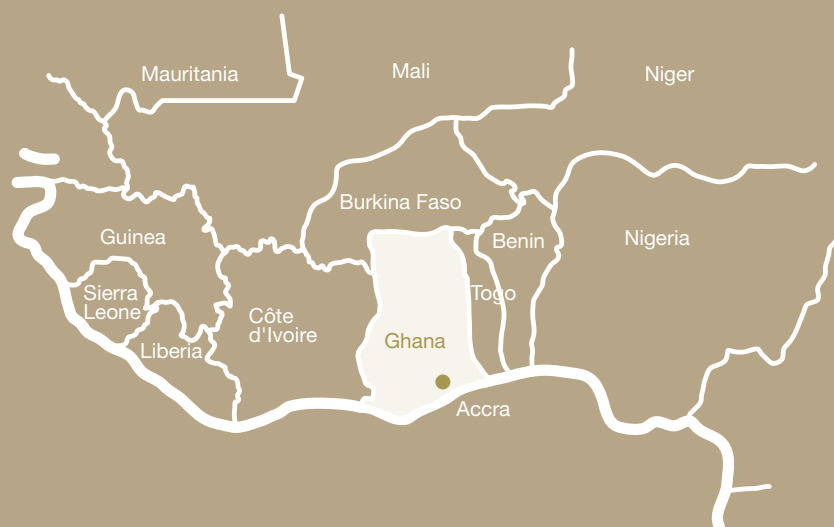 Mauritania
Mali
Niger
Burkina Faso
Guinea
Benin
Nigeria
Sierra
Leone
Togo
Côte
d'Ivoire
Ghana
Liberia
Accra